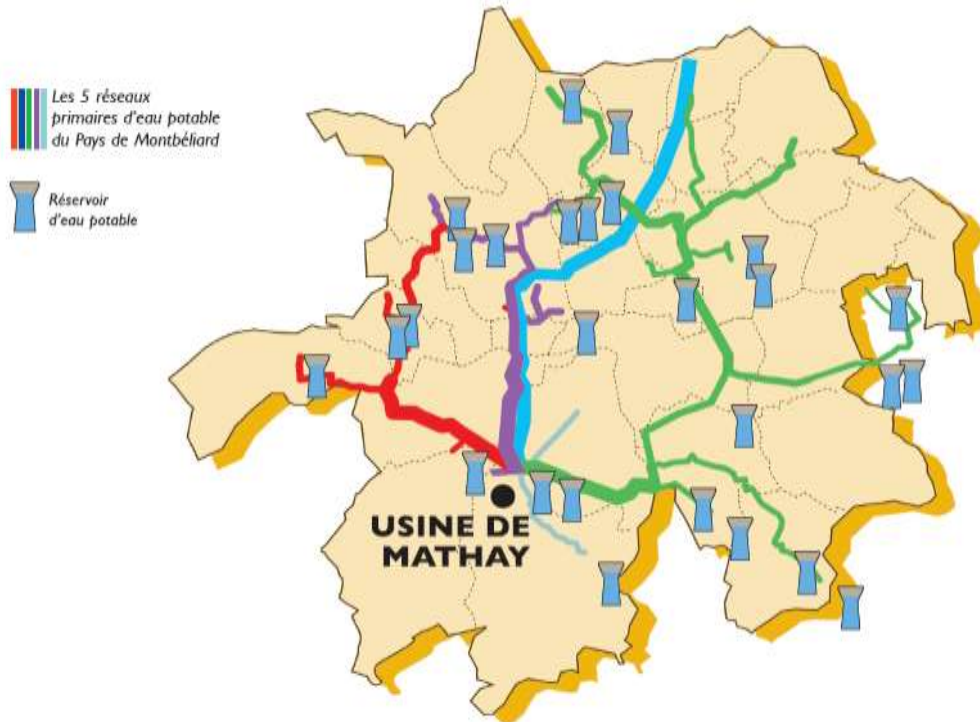 Les 5 réseaux
primaires d'eau potable
du Pays de Montbéliard
Réservoir
d'eau potable
USINE DE
MATHAY